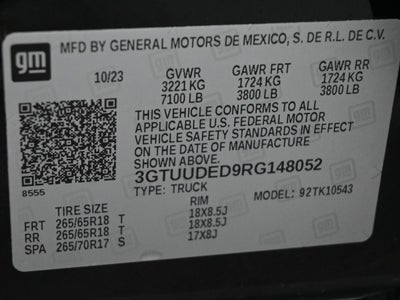 gm
MFD BY GENERAL MOTORS DE MEXICO, S. DE R.L. DE C.V.
10/23 GVWR GAWR FRT GAWR RR
3221 KG 1724 KG 1724 KG
7100 LB 3800 LB 3800 LB
THIS VEHICLE CONFORMS TO ALL
APPLICABLE U.S. FEDERAL MOTOR
VEHICLE SAFETY STANDARDS IN EFFECT
ON THE DATE OF MANUFACTURE
SHOWN ABOVE.
8555 3GTUUDED9RG148052
TYPE: TRUCK MODEL: 92TK10543
TIRE SIZE RIM
FRT 265/65R18 T 18X8.5J
RR 265/65R18 T 18X8.5J
SPA 265/70R17 S 17X8J